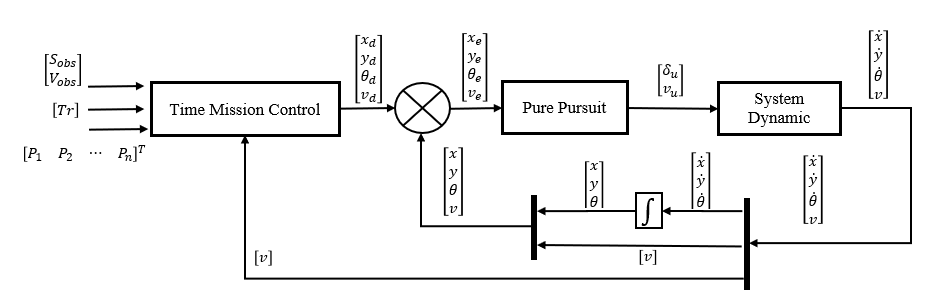 [S_obs]
[V_obs]
[Tr]
[P_1 P_2 ⋯ P_n]^T
Time Mission Control
[x_d]
[y_d]
[θ_d]
[v_d]
[x_e]
[y_e]
[θ_e]
[v_e]
Pure Pursuit
[δ_u]
[v_u]
System
Dynamic
[ẋ]
[ẏ]
[θ̇]
[v]
[x]
[y]
[θ]
[v]
[x]
[y]
[θ]
∫
[ẋ]
[ẏ]
[θ̇]
[ẋ]
[ẏ]
[θ̇]
[v]
[v]
[v]